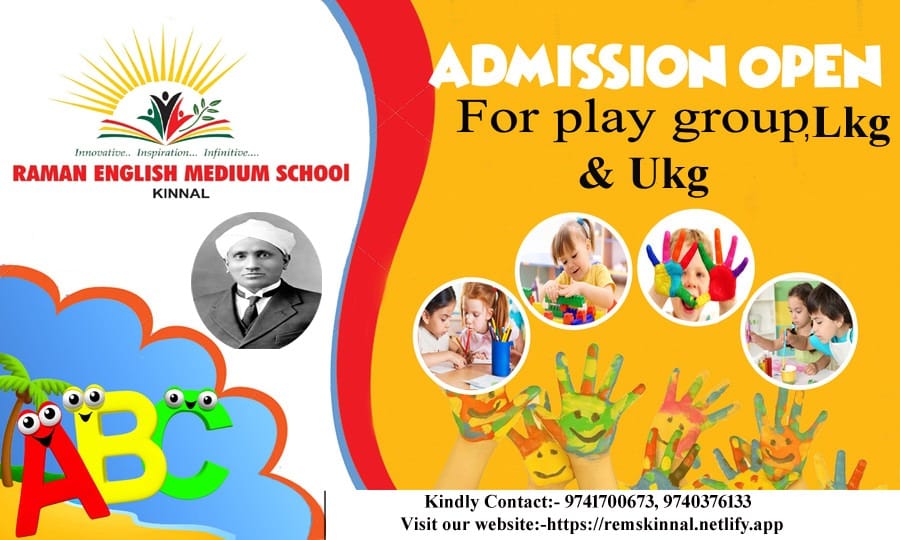 Innovative.. Inspiration... Infinitive....
RAMAN ENGLISH MEDIUM SCHOOl
KINNAL
ABC
ADMISSION OPEN
For play group,Lkg
& Ukg
Kindly Contact:- 9741700673, 9740376133
Visit our website:-https://remskinnal.netlify.app